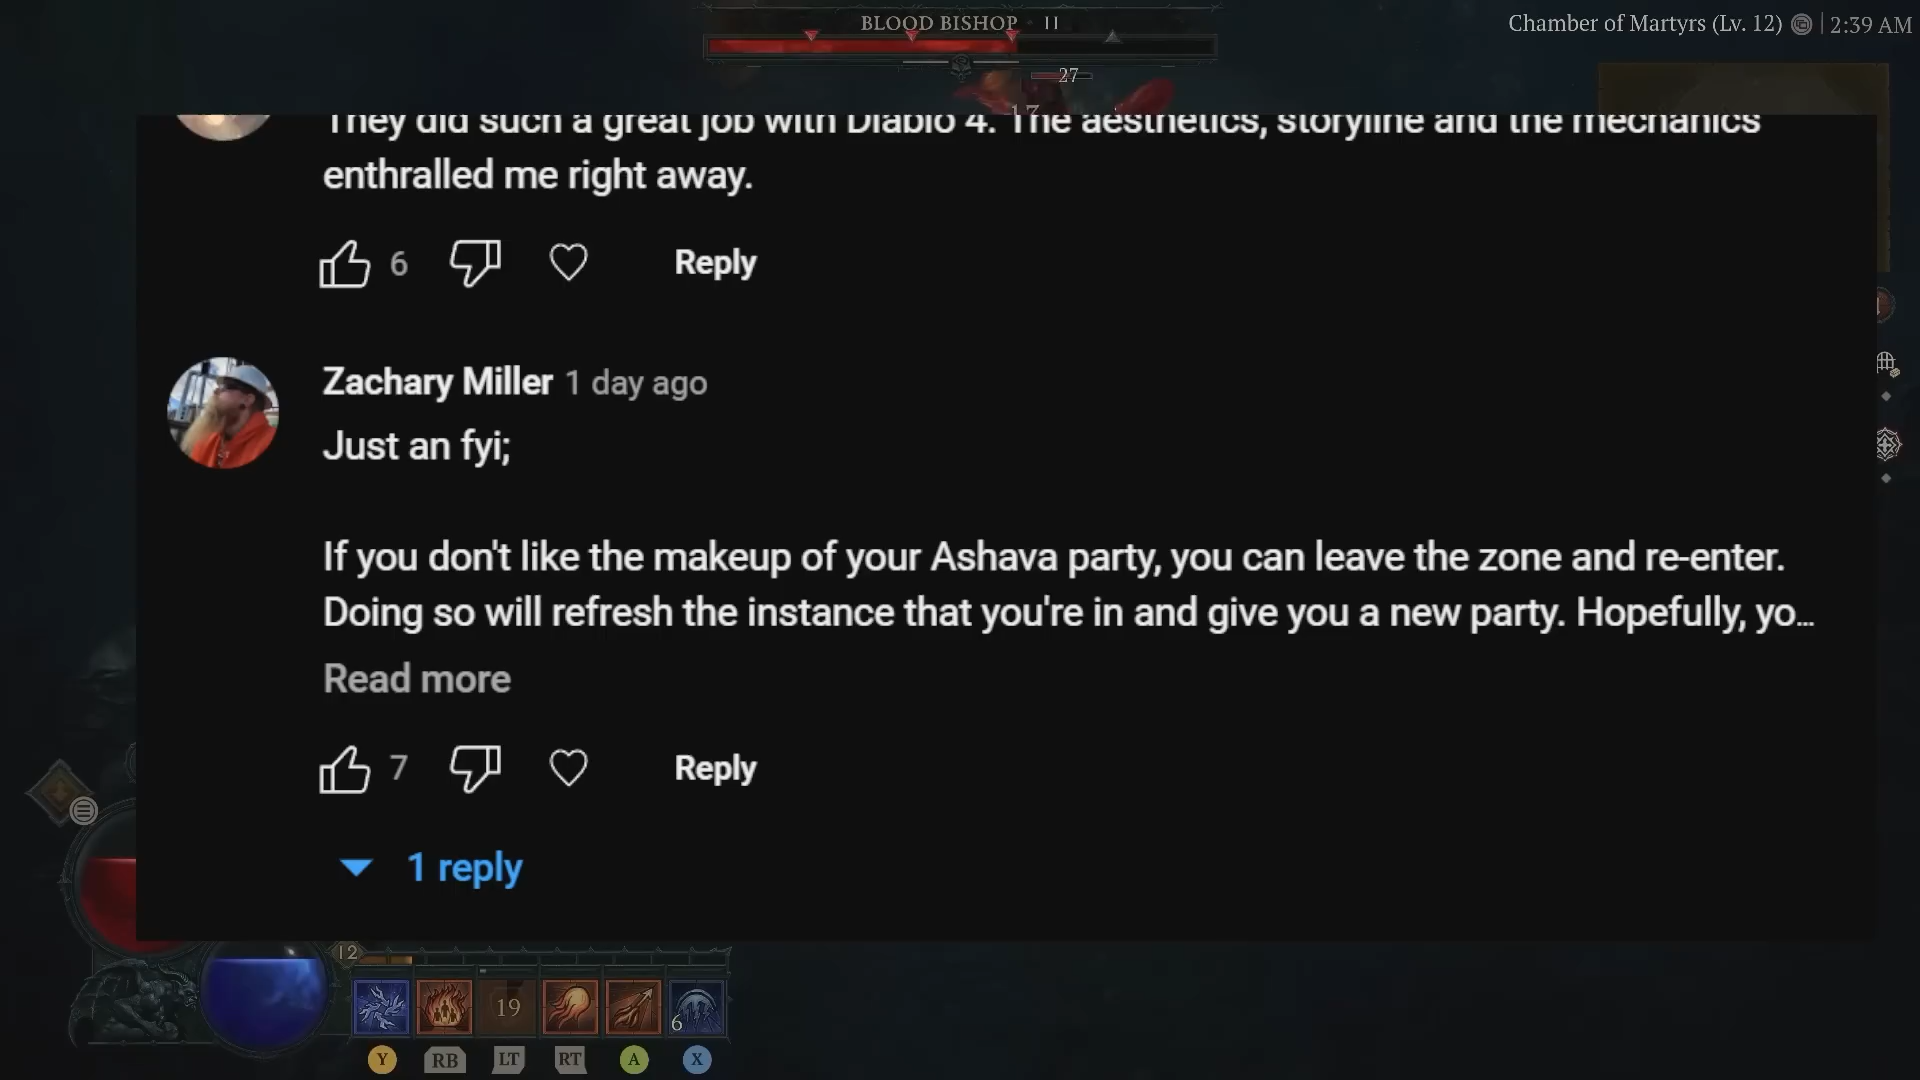 BLOOD BISHOP II
Chamber of Martyrs (Lv. 12) 2:39 AM
27
17
They did such a great job with Diablo 4. The aesthetics, storyline and the mechanics
enthralled me right away.
6 Reply
Zachary Miller 1 day ago
Just an fyi;
If you don't like the makeup of your Ashava party, you can leave the zone and re-enter.
Doing so will refresh the instance that you're in and give you a new party. Hopefully, yo...
Read more
7 Reply
1 reply
12
19
6
Y RB LT RT A X